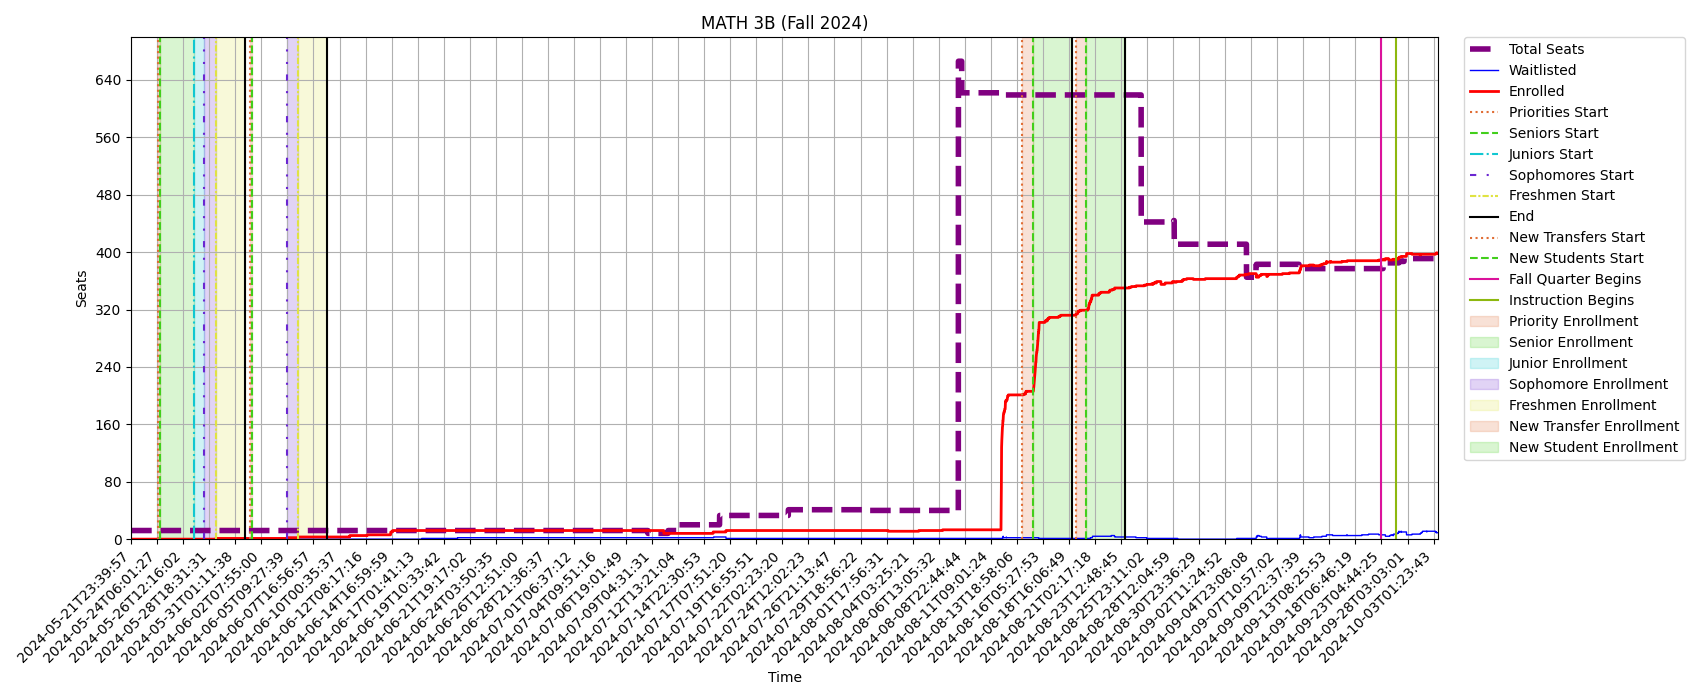 MATH 3B (Fall 2024)
Seats
640
560
480
400
320
240
160
80
0
2024-05-21T23:39:57
2024-05-24T06:01:27
2024-05-26T12:16:02
2024-05-28T18:31:31
2024-05-31T01:11:38
2024-06-02T07:55:00
2024-06-05T09:27:39
2024-06-07T16:56:57
2024-06-10T00:35:37
2024-06-12T08:17:16
2024-06-14T16:59:59
2024-06-17T01:41:13
2024-06-19T10:33:42
2024-06-21T19:17:02
2024-06-24T03:50:35
2024-06-26T12:51:00
2024-06-28T21:36:37
2024-07-01T06:37:12
2024-07-04T09:51:16
2024-07-06T19:01:49
2024-07-09T04:31:31
2024-07-12T13:21:04
2024-07-14T22:30:53
2024-07-17T07:51:20
2024-07-19T16:55:51
2024-07-22T02:23:20
2024-07-24T12:02:23
2024-07-26T21:13:47
2024-07-29T18:56:22
2024-08-01T17:56:31
2024-08-04T03:25:21
2024-08-06T13:05:32
2024-08-08T22:44:44
2024-08-11T09:01:24
2024-08-13T18:58:06
2024-08-16T05:27:53
2024-08-18T16:06:49
2024-08-21T02:17:18
2024-08-23T12:48:45
2024-08-25T23:11:02
2024-08-28T12:04:59
2024-08-30T23:36:29
2024-09-02T11:24:52
2024-09-04T23:08:08
2024-09-07T10:57:02
2024-09-09T22:37:39
2024-09-13T08:25:53
2024-09-18T06:46:19
2024-09-23T04:44:25
2024-09-28T03:03:01
2024-10-03T01:23:43
Time
Total Seats
Waitlisted
Enrolled
Priorities Start
Seniors Start
Juniors Start
Sophomores Start
Freshmen Start
End
New Transfers Start
New Students Start
Fall Quarter Begins
Instruction Begins
Priority Enrollment
Senior Enrollment
Junior Enrollment
Sophomore Enrollment
Freshmen Enrollment
New Transfer Enrollment
New Student Enrollment